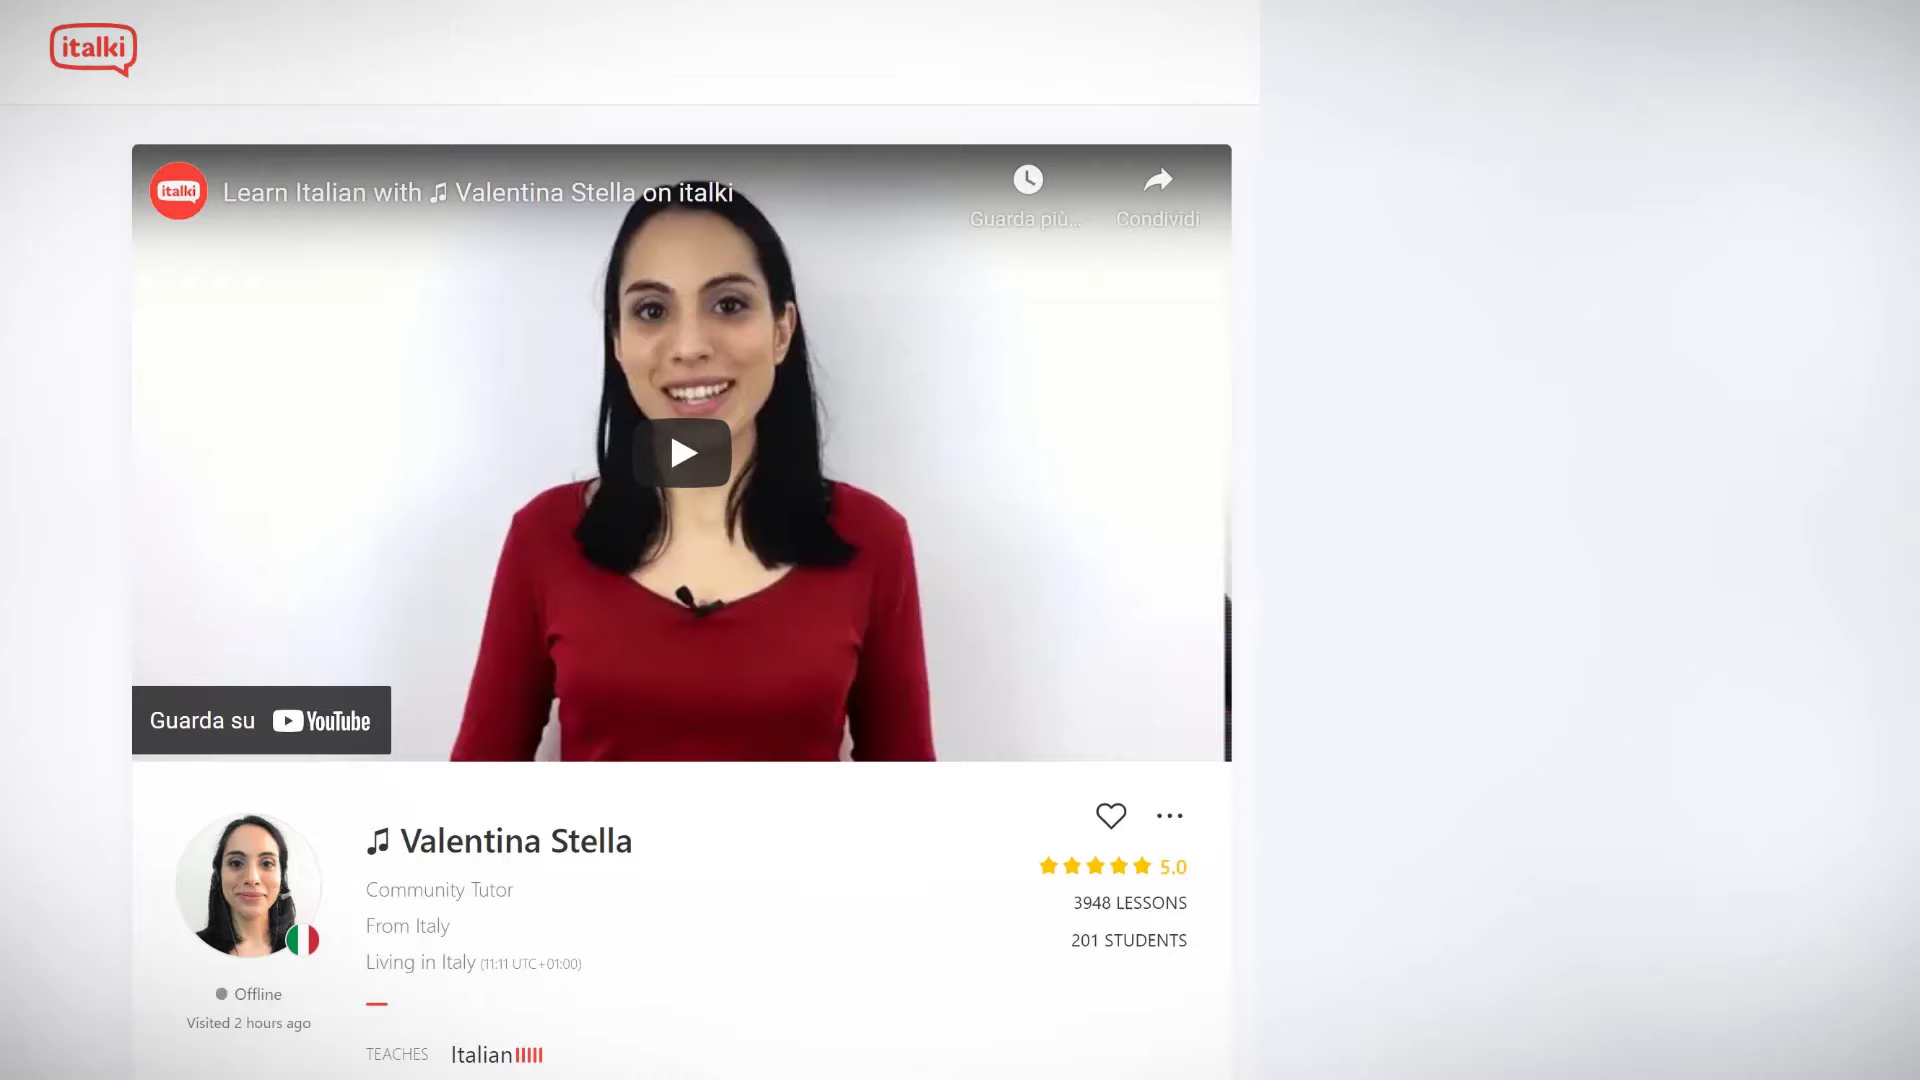 italki
italki
Learn Italian with ♫ Valentina Stella on italki
Guarda più...
Condividi
Guarda su YouTube
♫ Valentina Stella
Community Tutor
From Italy
Living in Italy (11:11 UTC+01:00)
5.0
3948 LESSONS
201 STUDENTS
Offline
Visited 2 hours ago
TEACHES Italian